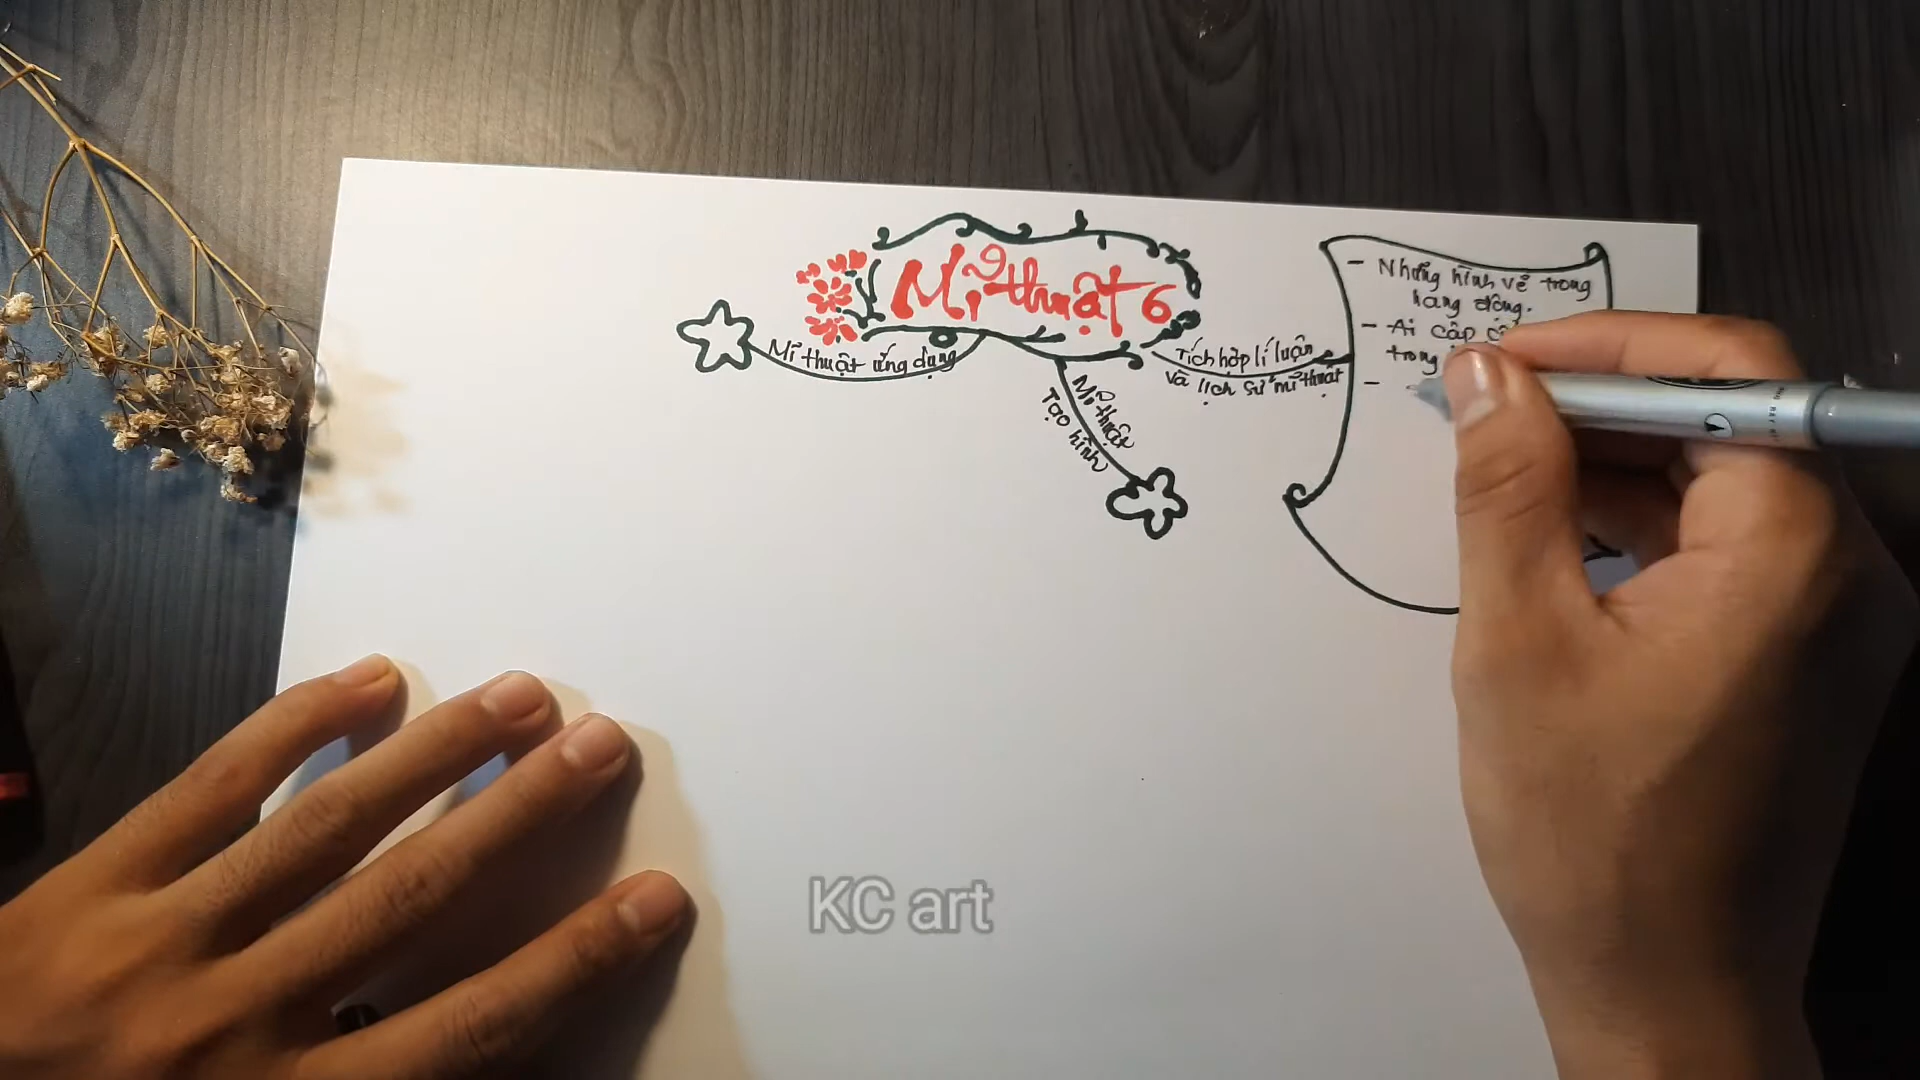 Mĩ thuật 6
Mĩ thuật ứng dụng
Mĩ thuật
Tạo hình
Tích hợp lí luận
và lịch sử mĩ thuật
- Những hình vẽ trong
hang động.
- Ai cập
trong
-
KC art